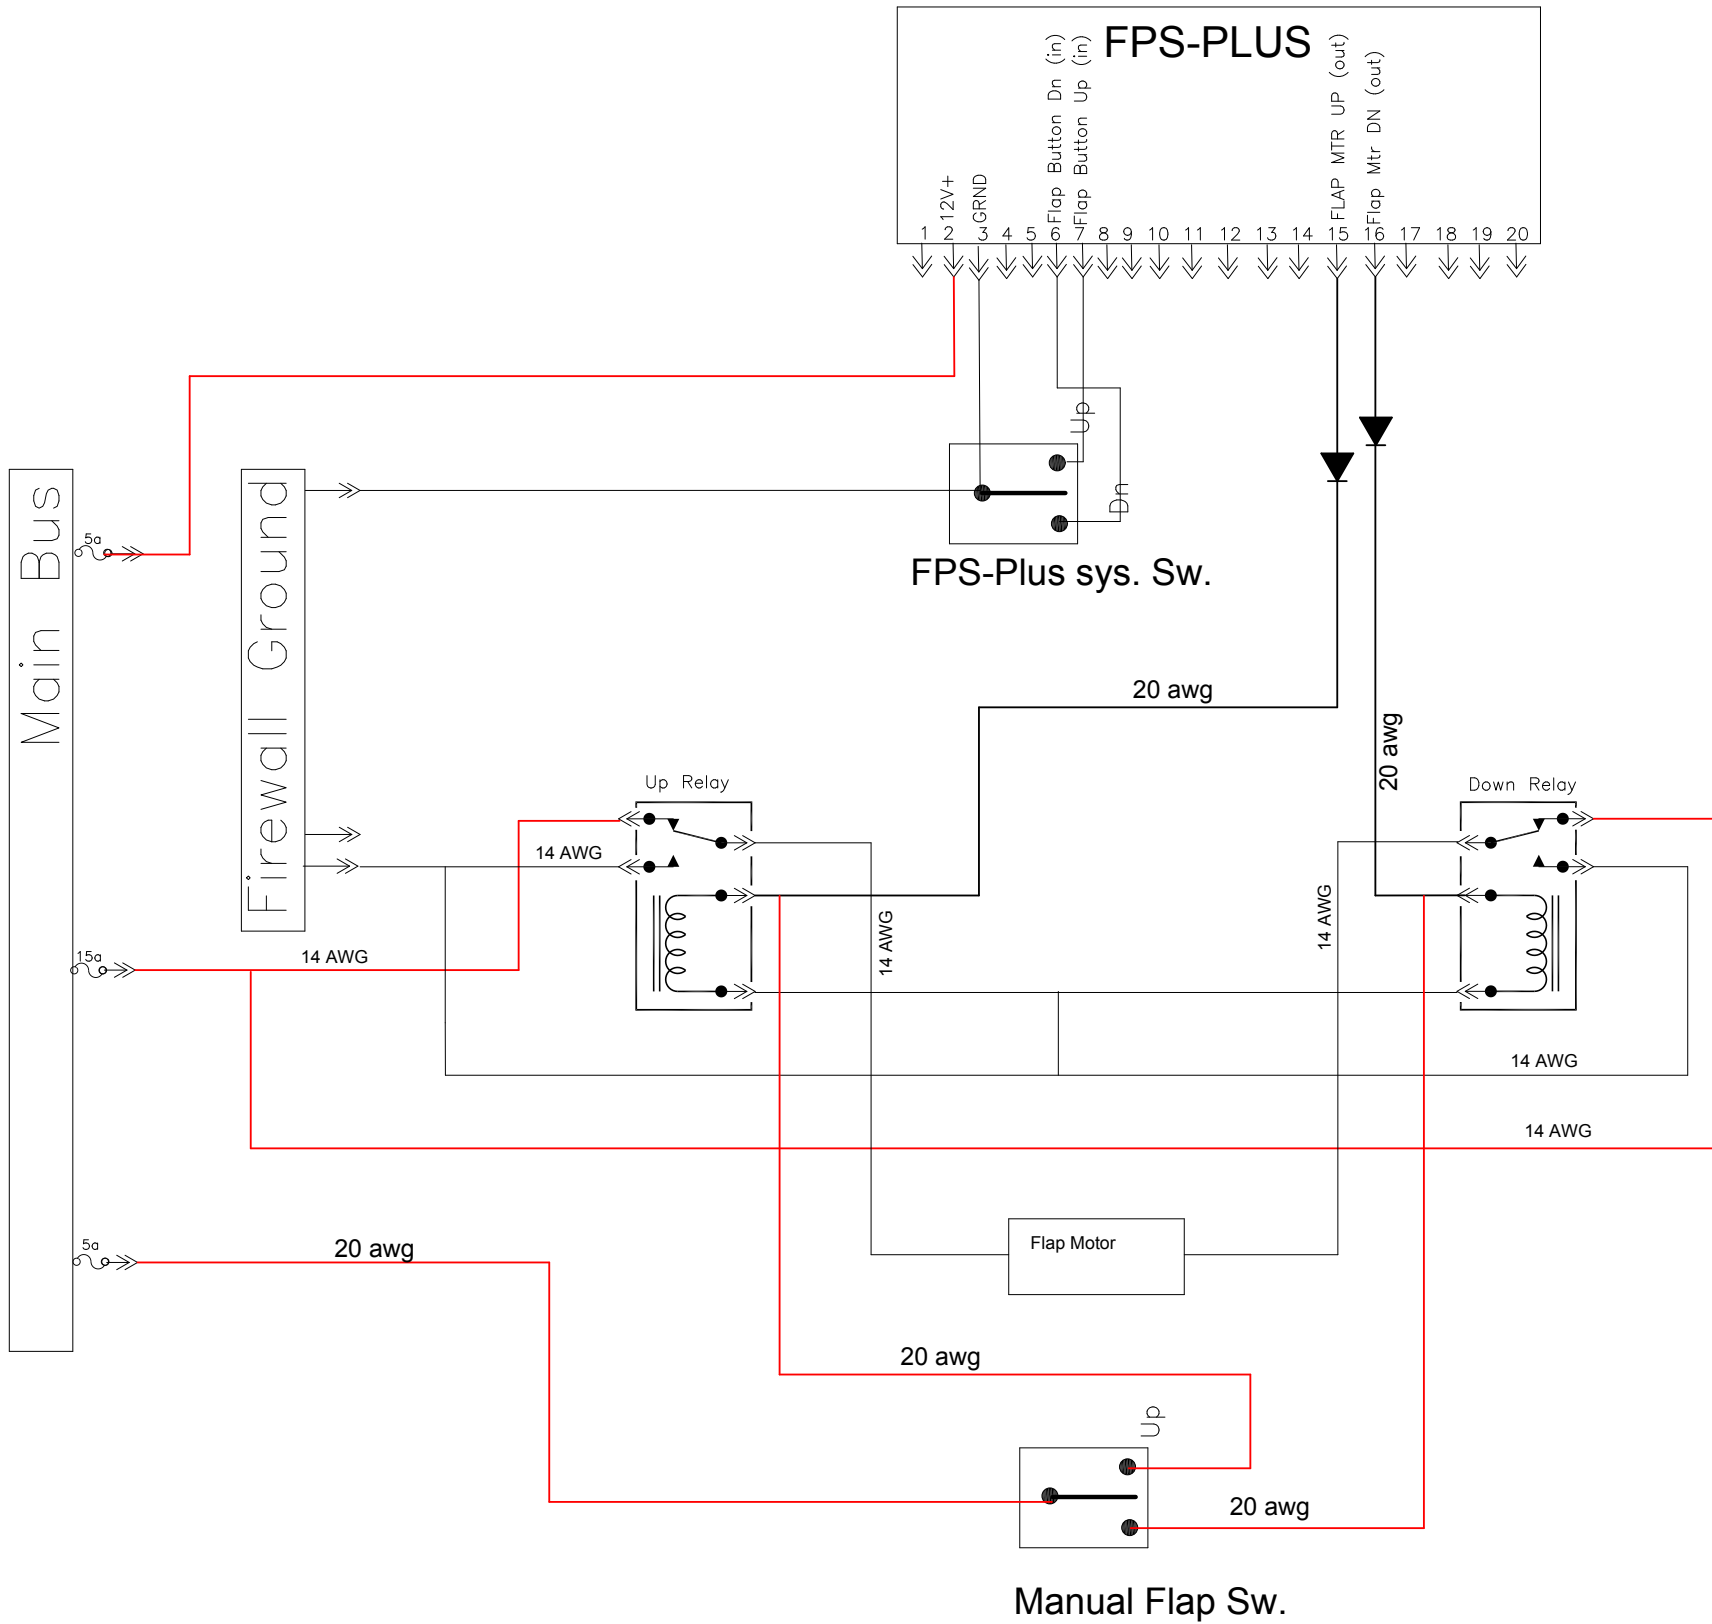 FPS-PLUS
12V+
GRND
Flap Button Dn (in)
Flap Button Up (in)
FLAP MTR UP (out)
Flap Mtr DN (out)
1 2 3 4 5 6 7 8 9 10 11 12 13 14 15 16 17 18 19 20
Up
Dn
FPS-Plus sys. Sw.
Main Bus
Firewall Ground
5a
20 awg
20 awg
Up Relay
Down Relay
14 AWG
14 AWG
14 AWG
15a
14 AWG
14 AWG
14 AWG
5a
20 awg
Flap Motor
20 awg
Up
20 awg
Manual Flap Sw.